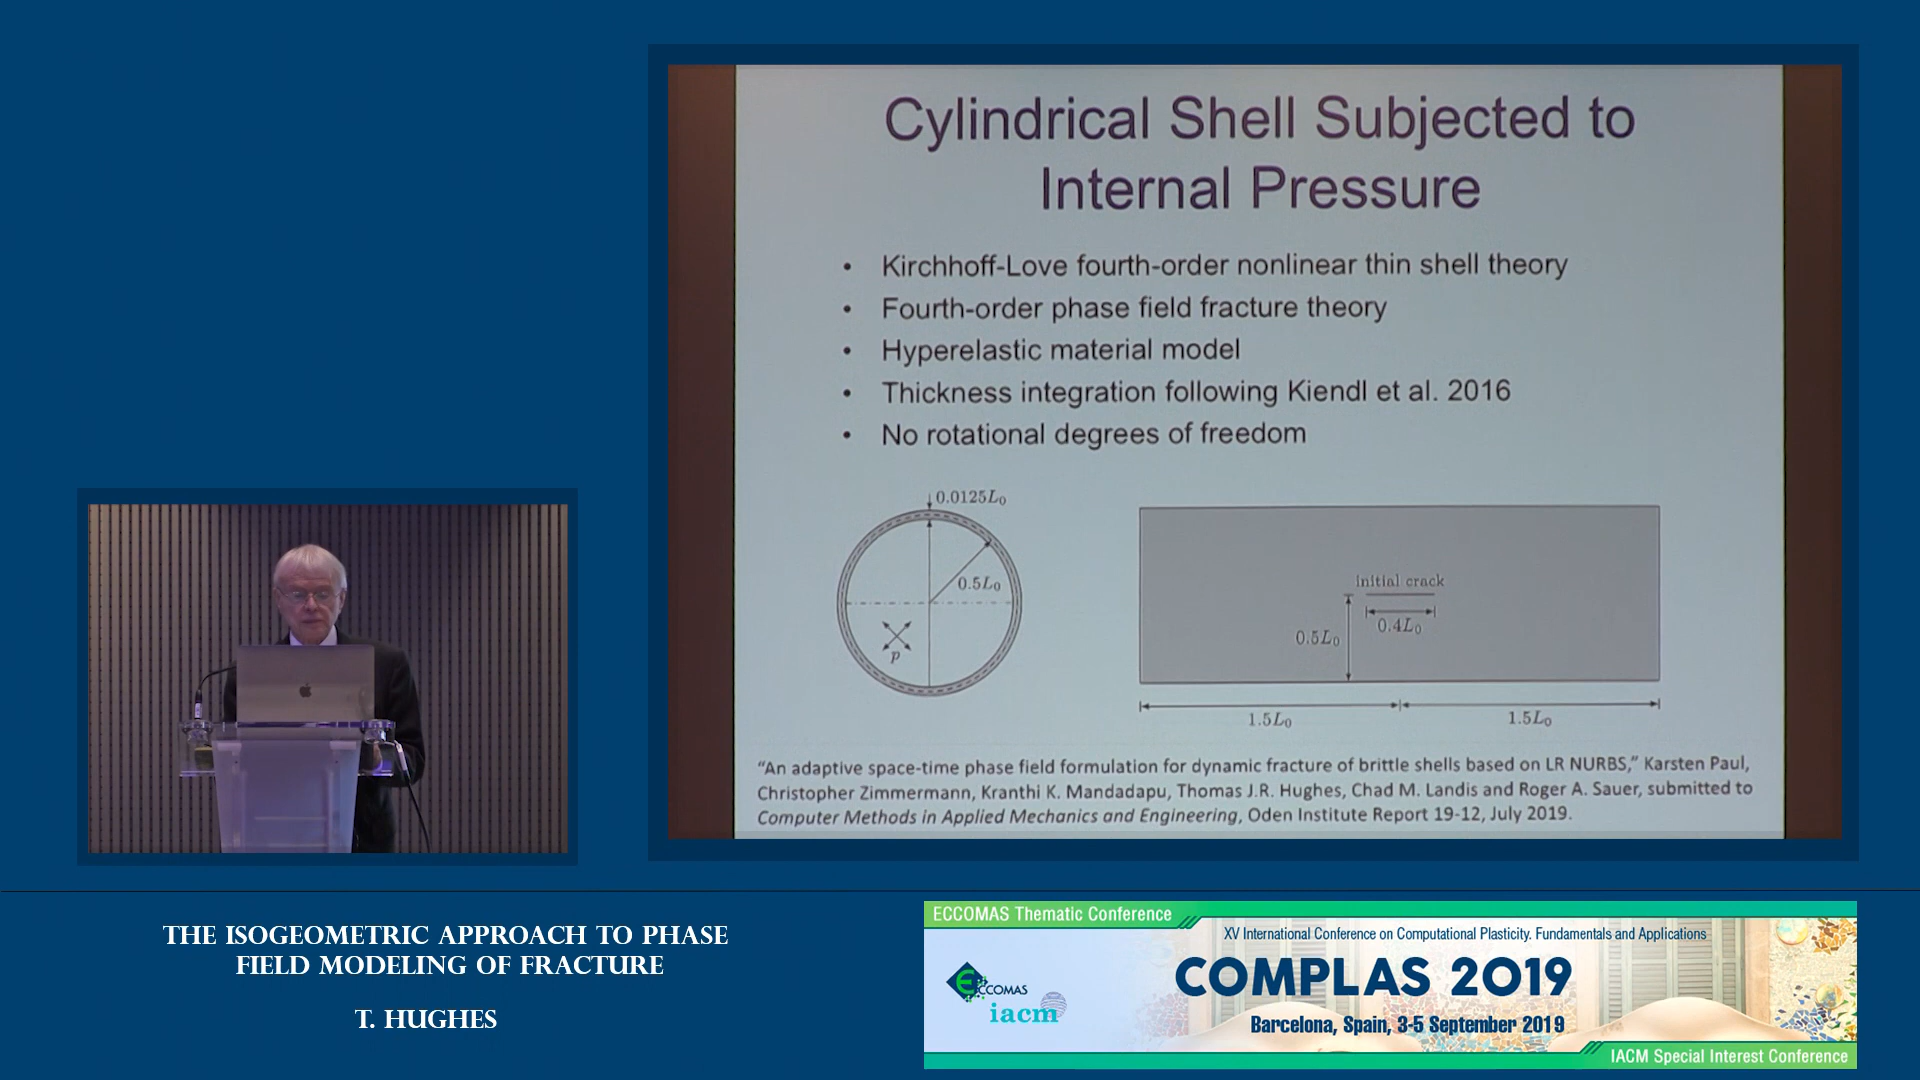 Cylindrical Shell Subjected to
Internal Pressure
• Kirchhoff-Love fourth-order nonlinear thin shell theory
• Fourth-order phase field fracture theory
• Hyperelastic material model
• Thickness integration following Kiendl et al. 2016
• No rotational degrees of freedom
0.0125L₀
0.5L₀
p
initial crack
0.4L₀
0.5L₀
1.5L₀
1.5L₀
“An adaptive space-time phase field formulation for dynamic fracture of brittle shells based on LR NURBS,” Karsten Paul,
Christopher Zimmermann, Kranthi K. Mandadapu, Thomas J.R. Hughes, Chad M. Landis and Roger A. Sauer, submitted to
Computer Methods in Applied Mechanics and Engineering, Oden Institute Report 19-12, July 2019.
THE ISOGEOMETRIC APPROACH TO PHASE
FIELD MODELING OF FRACTURE
T. HUGHES
ECCOMAS Thematic Conference
XV International Conference on Computational Plasticity. Fundamentals and Applications
COMPLAS 2019
ECCOMAS
iacm
Barcelona, Spain, 3-5 September 2019
IACM Special Interest Conference